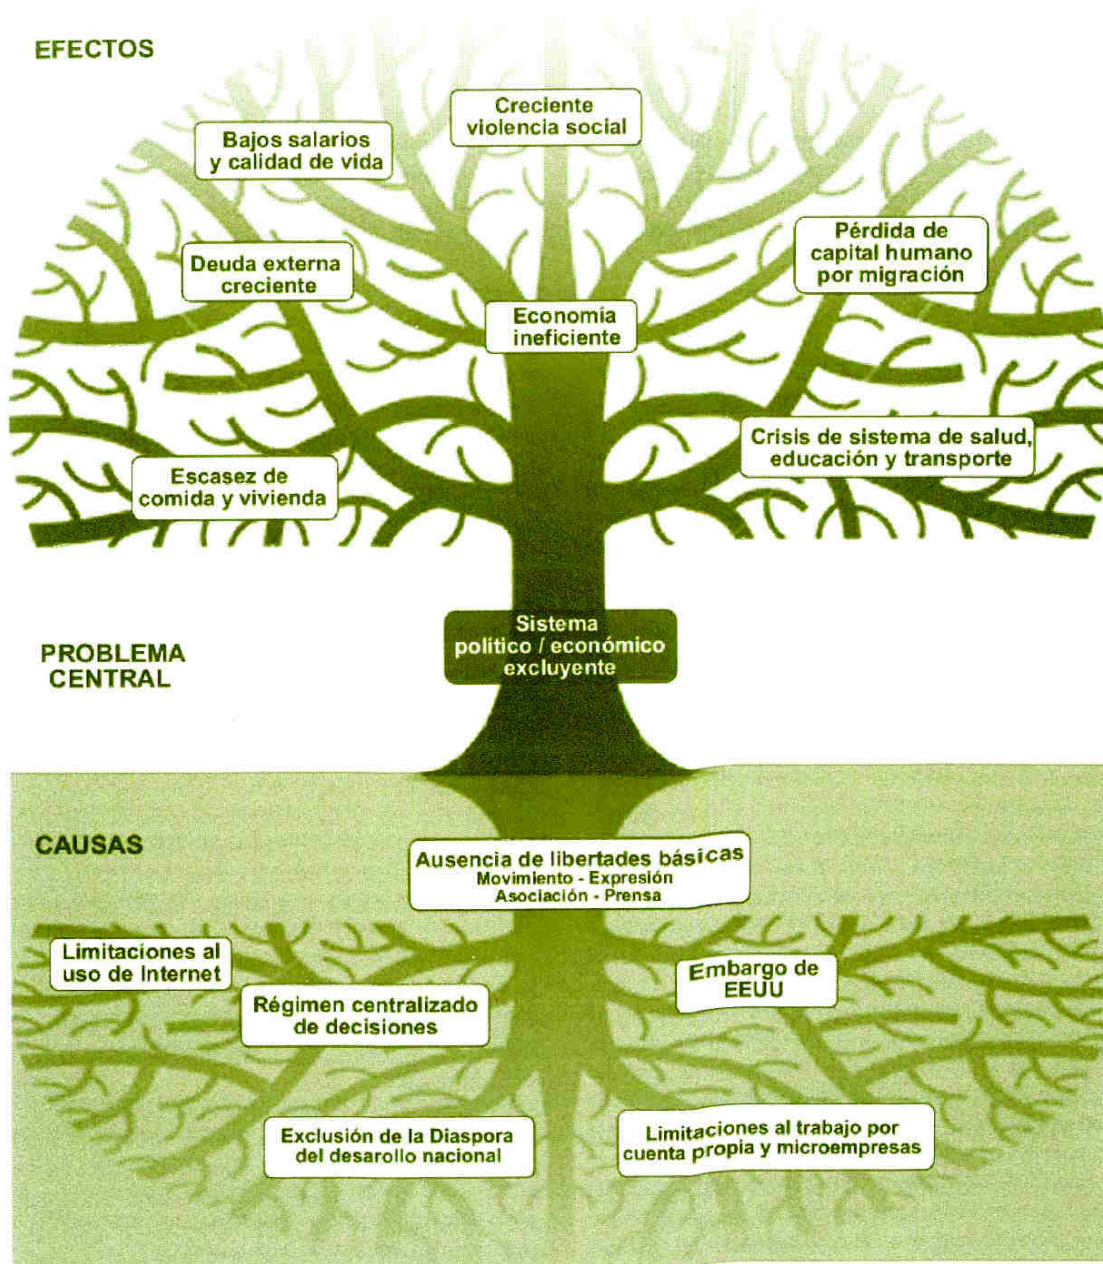 EFECTOS
Creciente
violencia social
Bajos salarios
y calidad de vida
Pérdida de
capital humano
por migración
Deuda externa
creciente
Economia
ineficiente
Crisis de sistema de salud,
educación y transporte
Escasez de
comida y vivienda
Sistema
político / económico
excluyente
PROBLEMA
CENTRAL
CAUSAS
Ausencia de libertades básicas
Movimiento - Expresión
Asociación - Prensa
Limitaciones al
uso de Internet
Embargo de
EEUU
Régimen centralizado
de decisiones
Exclusión de la Diaspora
del desarollo nacional
Limitaciones al trabajo por
cuenta propia y microempresas